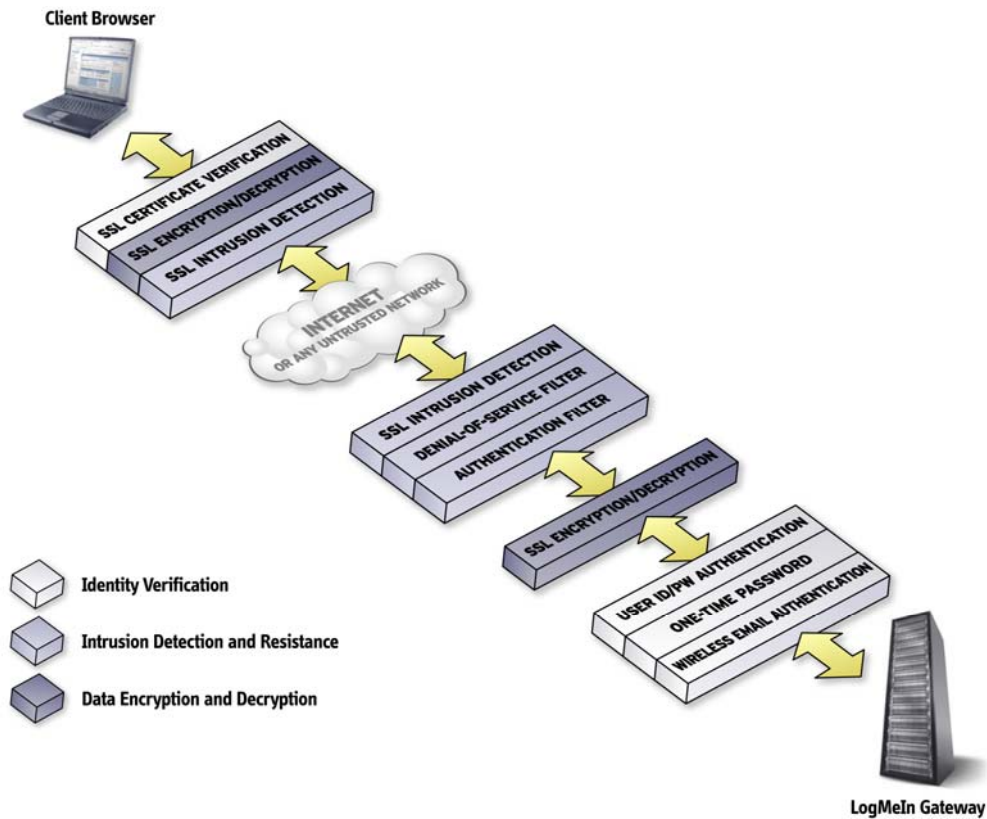 Client Browser
SSL CERTIFICATE VERIFICATION
SSL ENCRYPTION/DECRYPTION
SSL INTRUSION DETECTION
INTERNET
OR ANY UNTRUSTED NETWORK
SSL INTRUSION DETECTION
DENIAL-OF-SERVICE FILTER
AUTHENTICATION FILTER
SSL ENCRYPTION/DECRYPTION
USER ID/PW AUTHENTICATION
ONE-TIME PASSWORD
WIRELESS EMAIL AUTHENTICATION
Identity Verification
Intrusion Detection and Resistance
Data Encryption and Decryption
LogMeIn Gateway